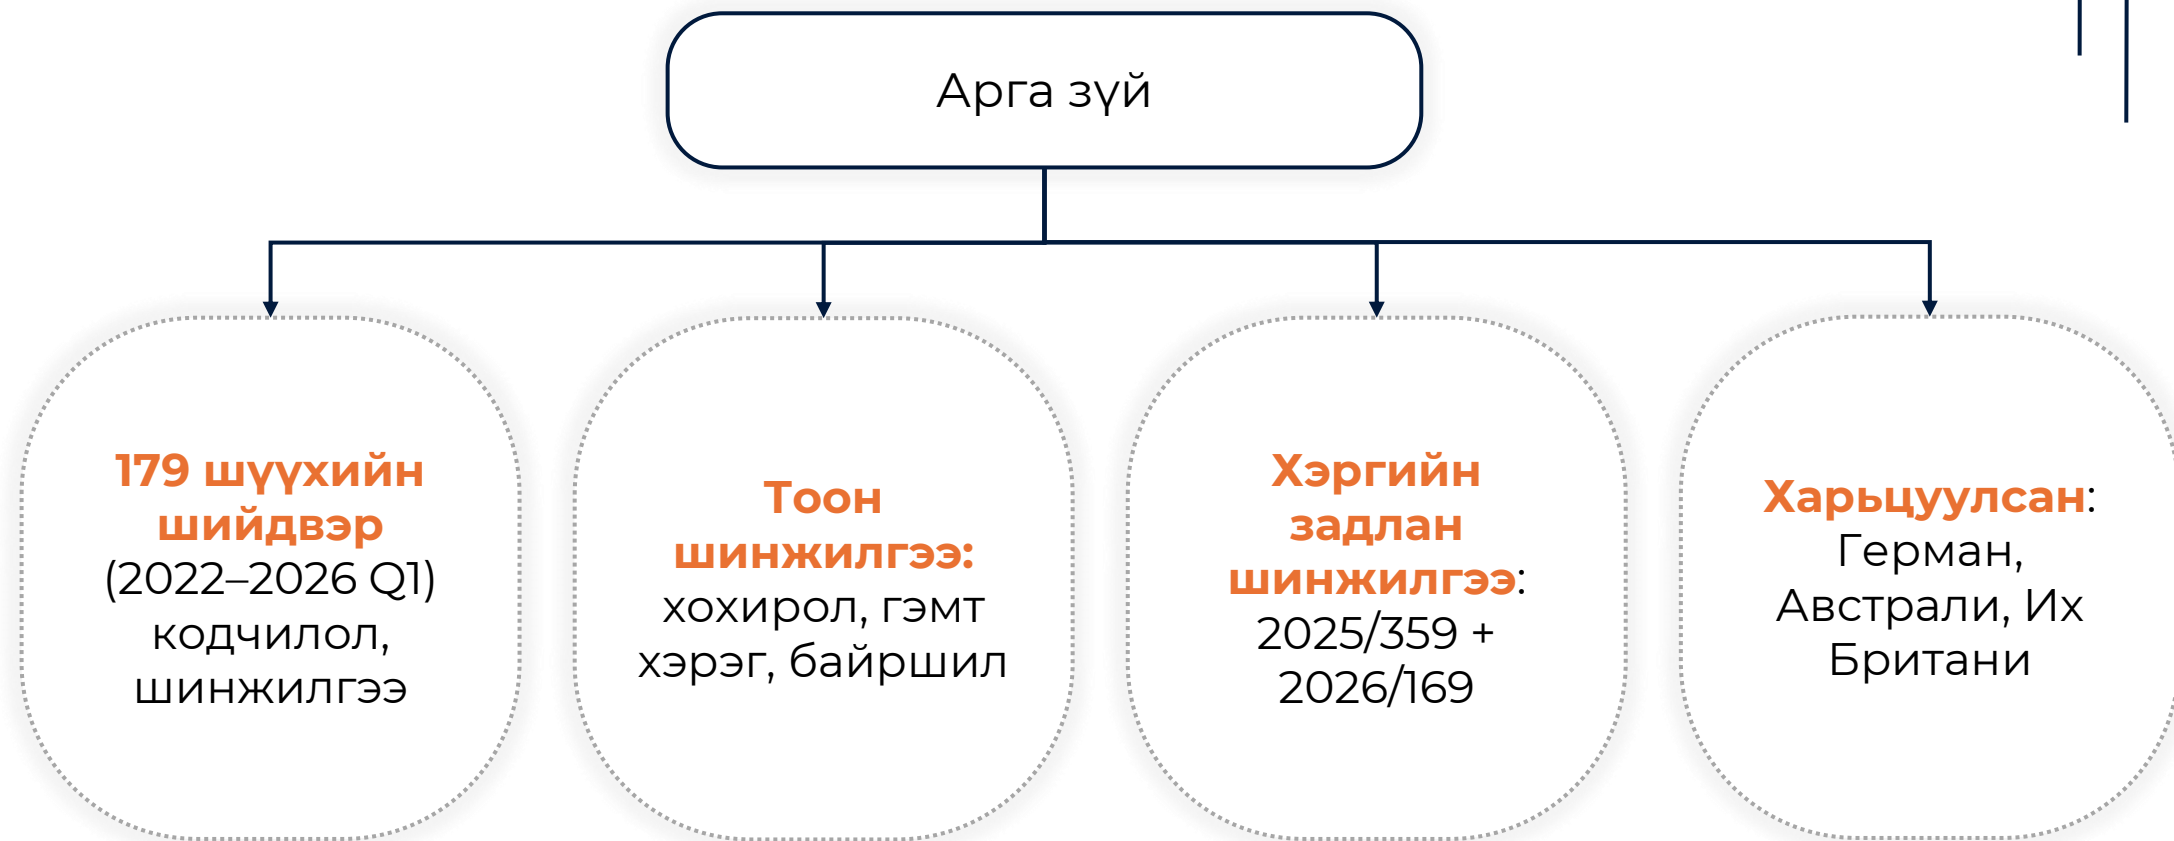 Арга зүй
179 шүүхийн
шийдвэр
(2022–2026 Q1)
кодчилол,
шинжилгээ
Тоон
шинжилгээ:
хохирол, гэмт
хэрэг, байршил
Хэргийн
задлан
шинжилгээ:
2025/359 +
2026/169
Харьцуулсан:
Герман,
Австрали, Их
Британи